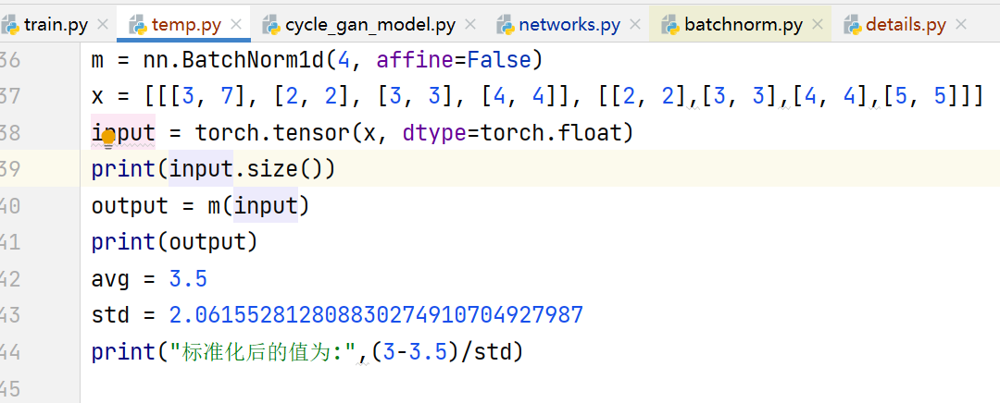 train.py temp.py cycle_gan_model.py networks.py batchnorm.py details.py
36 m = nn.BatchNorm1d(4, affine=False)
37 x = [[[3, 7], [2, 2], [3, 3], [4, 4]], [[2, 2],[3, 3],[4, 4],[5, 5]]]
38 input = torch.tensor(x, dtype=torch.float)
39 print(input.size())
40 output = m(input)
41 print(output)
42 avg = 3.5
43 std = 2.0615528128088302749107049279​87
44 print("标准化后的值为:",(3-3.5)/std)
45